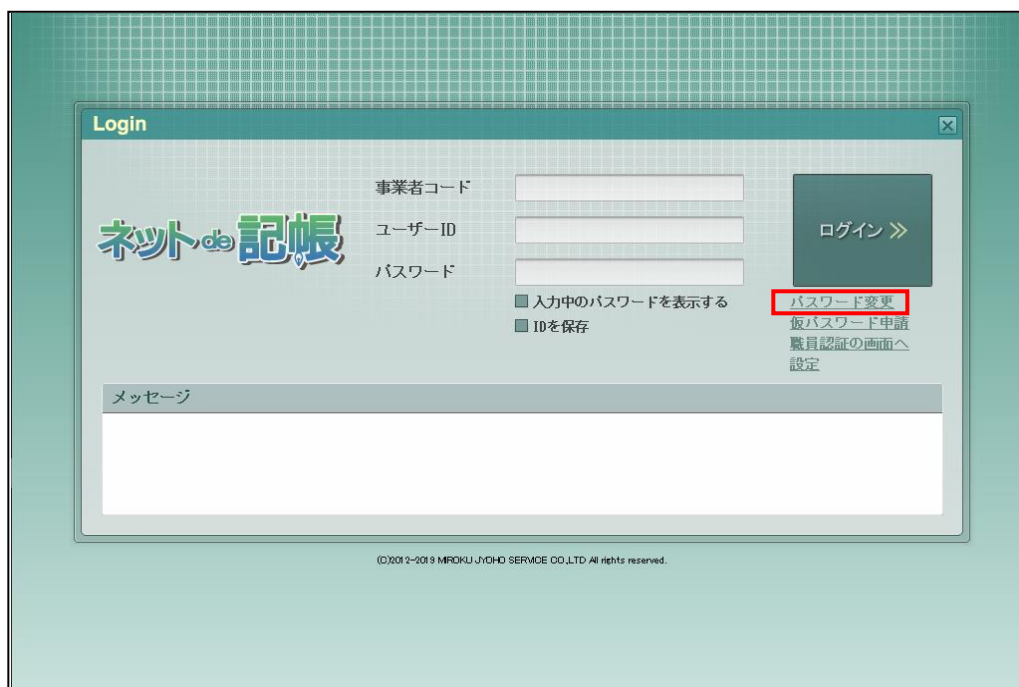 Login
ネットde記帳
事業者コード
ユーザーID
パスワード
ログイン
入力中のパスワードを表示する
IDを保存
パスワード変更
仮パスワード申請
職員認証の画面へ
設定
メッセージ
(C)2012-2019 MIROKU JYOHO SERVICE CO.,LTD All rights reserved.